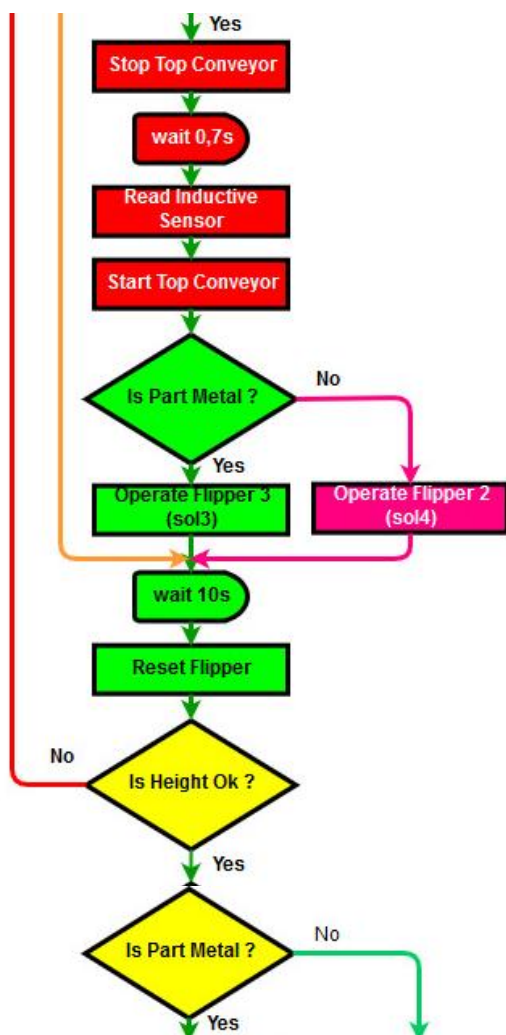 Yes
Stop Top Conveyor
wait 0,7s
Read Inductive
Sensor
Start Top Conveyor
Is Part Metal ?
No
Yes
Operate Flipper 3
(sol3)
Operate Flipper 2
(sol4)
wait 10s
Reset Flipper
No
Is Height Ok ?
Yes
Is Part Metal ?
No
Yes